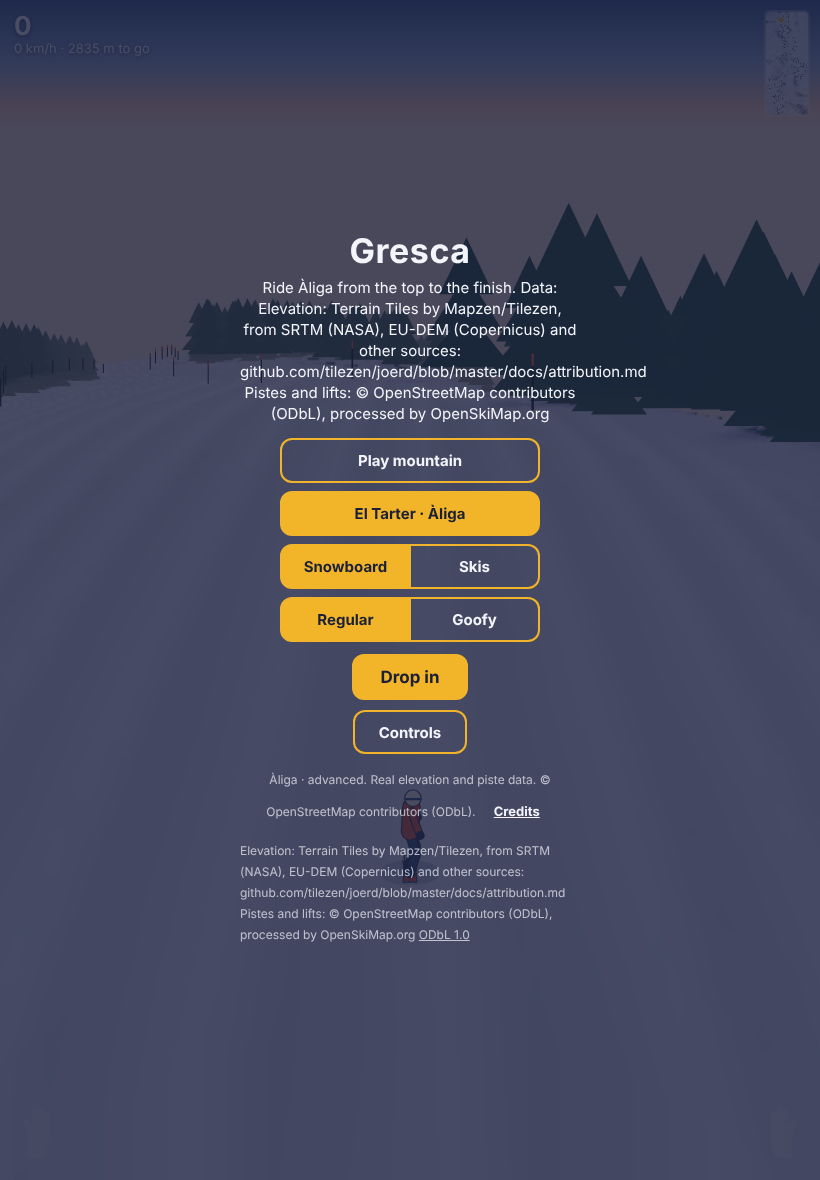 0
0 km/h · 2835 m to go
Gresca
Ride Àliga from the top to the finish. Data:
Elevation: Terrain Tiles by Mapzen/Tilezen,
from SRTM (NASA), EU-DEM (Copernicus) and
other sources:
github.com/tilezen/joerd/blob/master/docs/attribution.md
Pistes and lifts: © OpenStreetMap contributors
(ODbL), processed by OpenSkiMap.org
Play mountain
El Tarter · Àliga
Snowboard Skis
Regular Goofy
Drop in
Controls
Àliga · advanced. Real elevation and piste data. ©
OpenStreetMap contributors (ODbL). Credits
Elevation: Terrain Tiles by Mapzen/Tilezen, from SRTM
(NASA), EU-DEM (Copernicus) and other sources:
github.com/tilezen/joerd/blob/master/docs/attribution.md
Pistes and lifts: © OpenStreetMap contributors (ODbL),
processed by OpenSkiMap.org ODbL 1.0